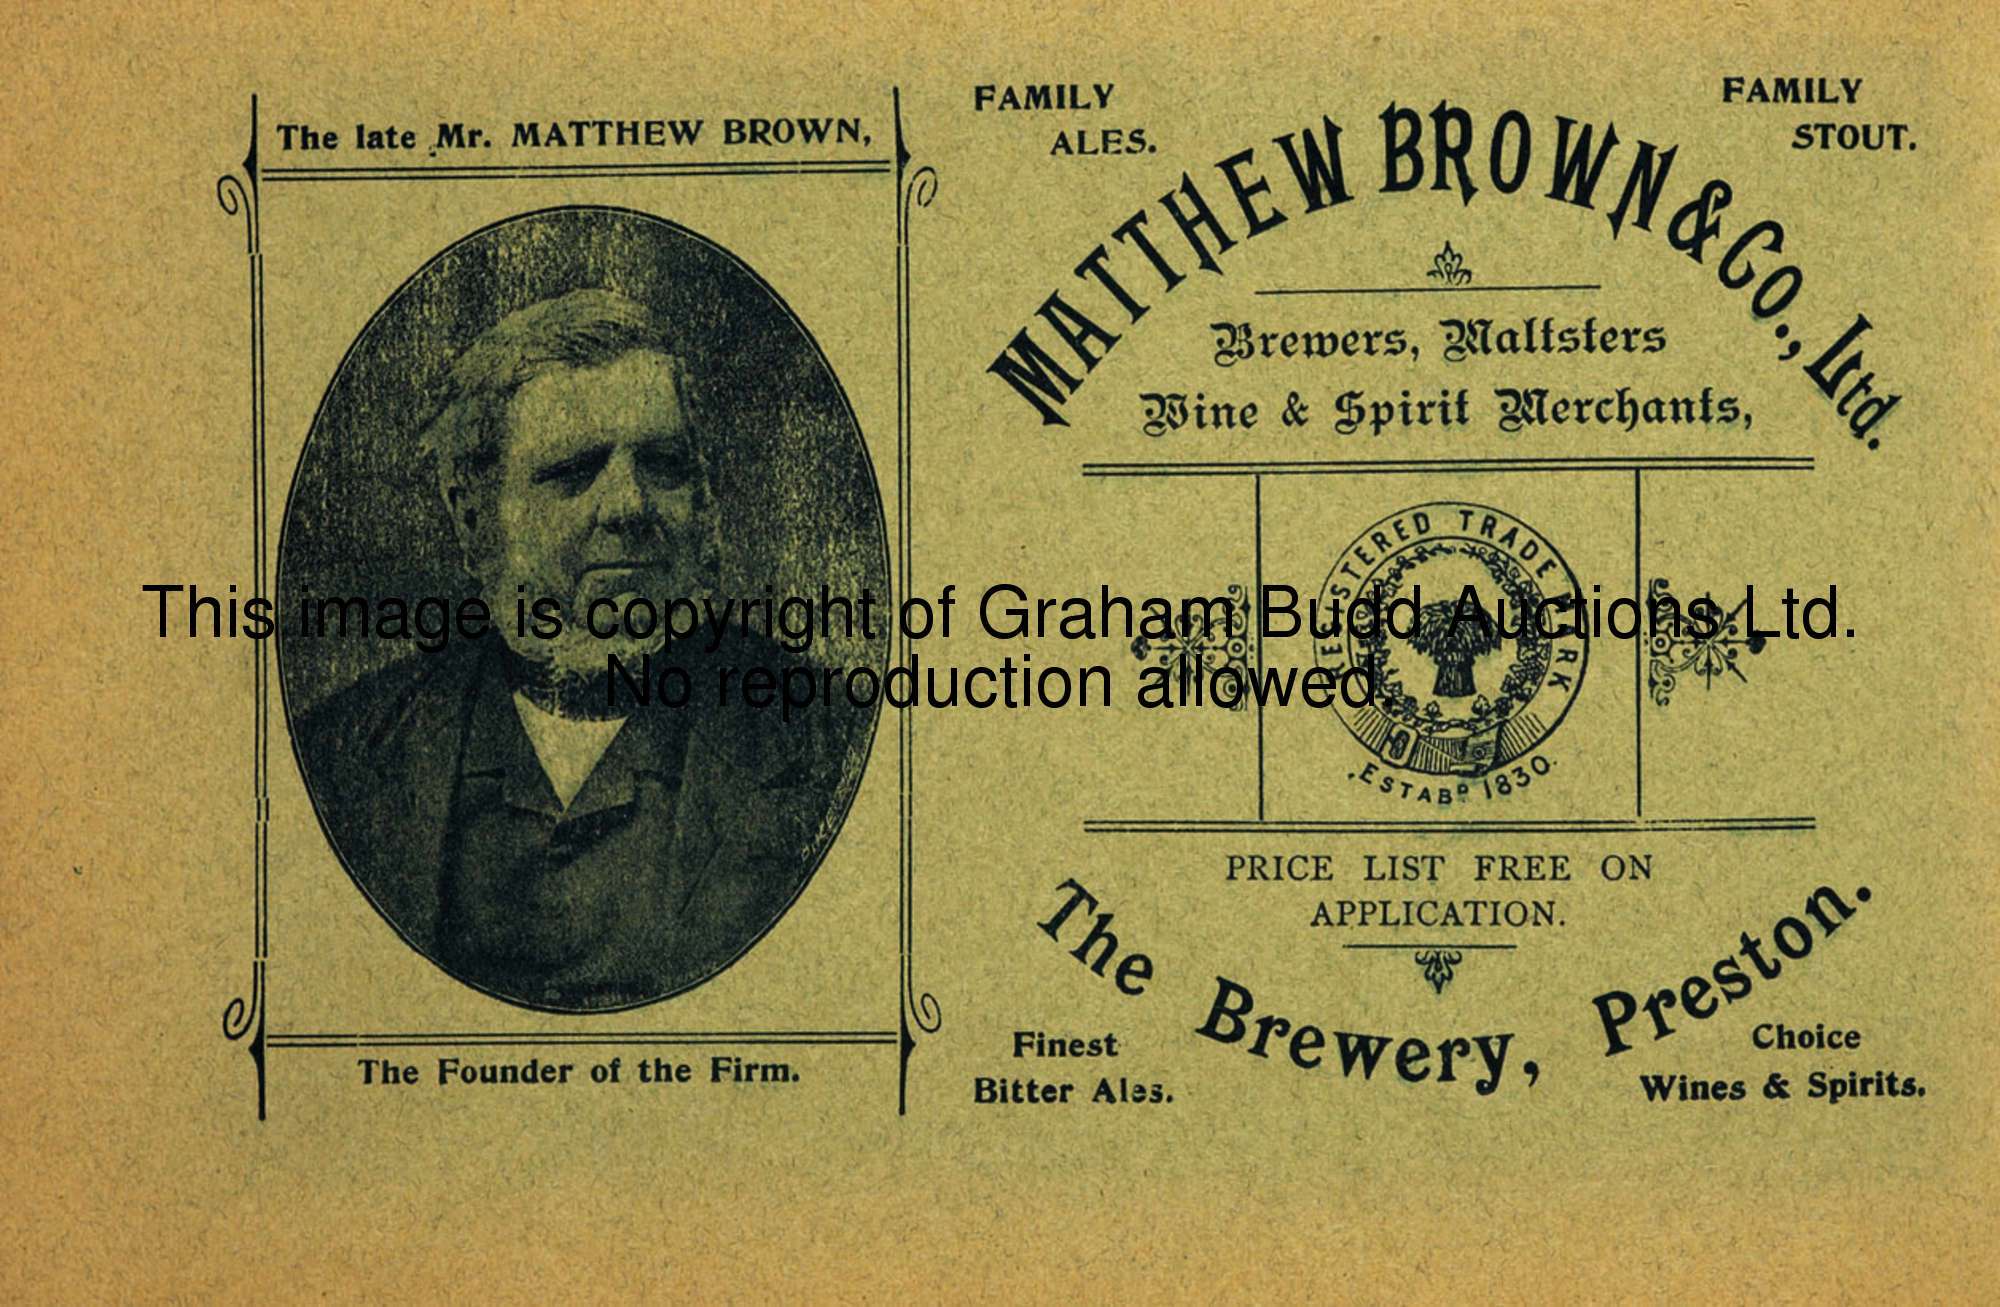 The late Mr. MATTHEW BROWN,
The Founder of the Firm.
FAMILY
ALES.
FAMILY
STOUT.
MATTHEW BROWN & Co., Ltd.
Brewers, Maltsters
Wine & Spirit Merchants,
REGISTERED TRADE MARK
ESTABD 1830.
PRICE LIST FREE ON
APPLICATION.
The Brewery, Preston.
Finest
Bitter Ales.
Choice
Wines & Spirits.
This image is copyright of Graham Budd Auctions Ltd.
No reproduction allowed.